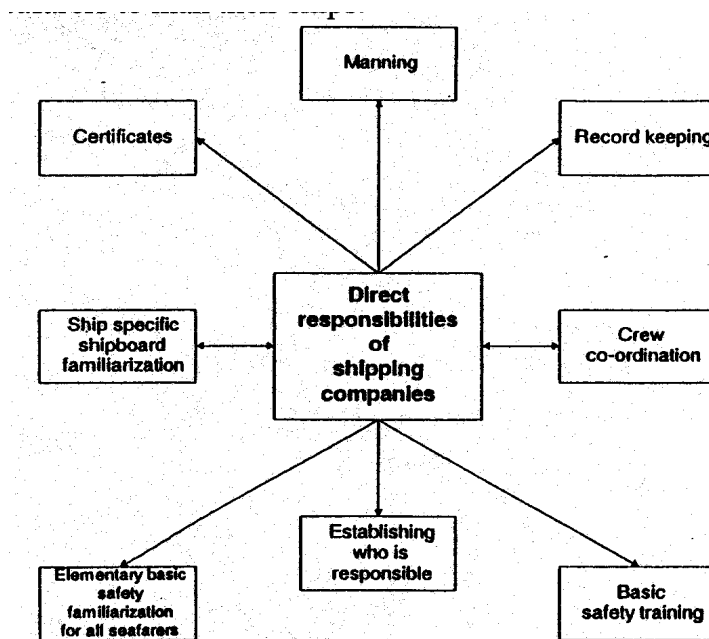 Manning
Certificates
Record keeping
Direct
responsibilities
of
shipping
companies
Ship specific
shipboard
familiarization
Crew
co-ordination
Establishing
who is
responsible
Elementary basic
safety
familiarization
for all seafarers
Basic
safety training